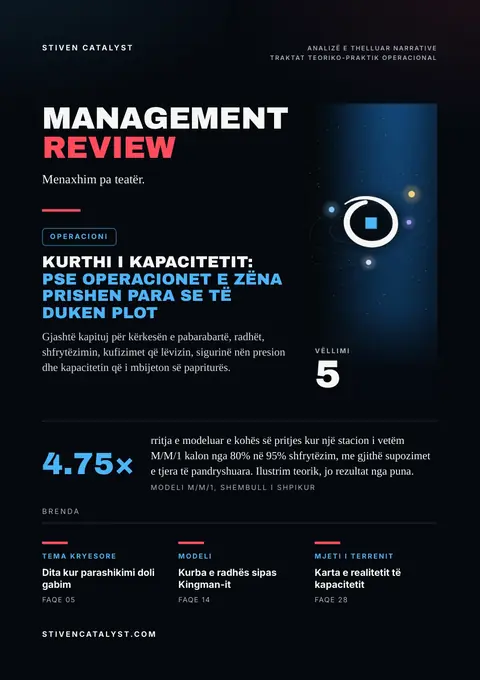 STIVEN CATALYST
ANALIZË E THELLUAR NARRATIVE
TRAKTAT TEORIKO-PRAKTIK OPERACIONAL
MANAGEMENT
REVIEW
Menaxhim pa teatër.
OPERACIONI
KURTHI I KAPACITETIT:
PSE OPERACIONET E ZËNA
PRISHEN PARA SE TË
DUKEN PLOT
Gjashtë kapituj për kërkesën e pabarabartë, radhët,
shfrytëzimin, kufizimet që lëvizin, sigurinë nën presion
dhe kapacitetin që i mbijeton së papriturës.
VËLLIMI
5
4.75×
rritja e modeluar e kohës së pritjes kur një stacion i vetëm
M/M/1 kalon nga 80% në 95% shfrytëzim, me gjithë supozimet
e tjera të pandryshuara. Ilustrim teorik, jo rezultat nga puna.
MODELI M/M/1, SHEMBULL I SHPIKUR
BRENDA
TEMA KRYESORE
Dita kur parashikimi doli
gabim
FAQE 05
MODELI
Kurba e radhës sipas
Kingman-it
FAQE 14
MJETI I TERRENIT
Karta e realitetit të
kapacitetit
FAQE 28
STIVENCATALYST.COM